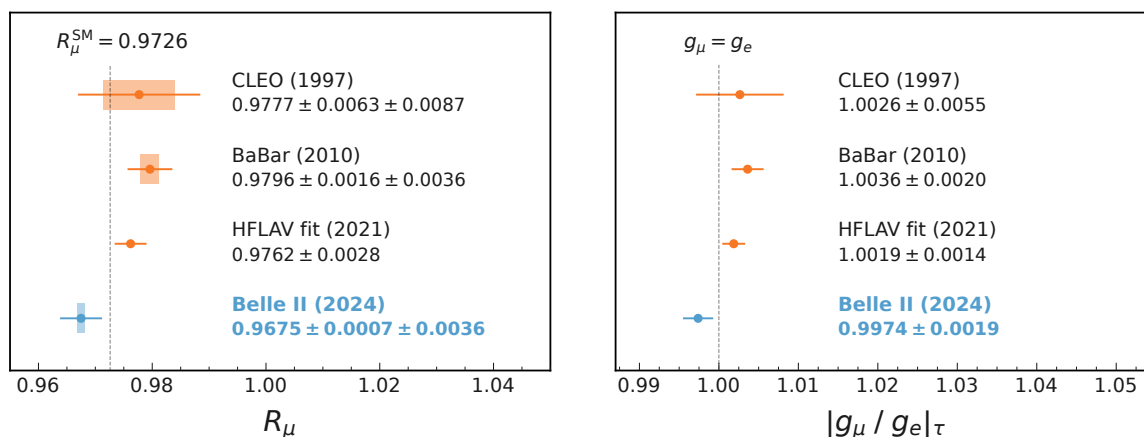 R_μ^SM = 0.9726
CLEO (1997)
0.9777 ± 0.0063 ± 0.0087
BaBar (2010)
0.9796 ± 0.0016 ± 0.0036
HFLAV fit (2021)
0.9762 ± 0.0028
Belle II (2024)
0.9675 ± 0.0007 ± 0.0036
0.96 0.98 1.00 1.02 1.04
R_μ
g_μ = g_e
CLEO (1997)
1.0026 ± 0.0055
BaBar (2010)
1.0036 ± 0.0020
HFLAV fit (2021)
1.0019 ± 0.0014
Belle II (2024)
0.9974 ± 0.0019
0.99 1.00 1.01 1.02 1.03 1.04 1.05
|g_μ / g_e|_τ